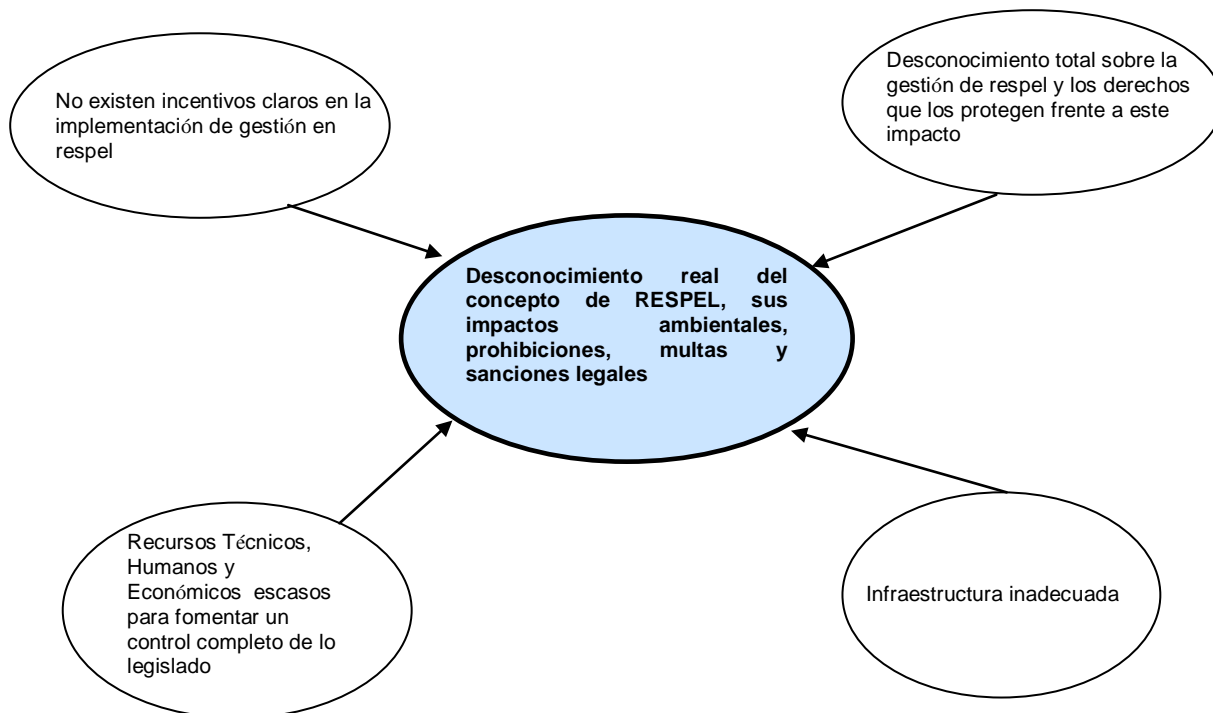 No existen incentivos claros en la
implementación de gestión en
respel
Desconocimiento total sobre la
gestión de respel y los derechos
que los protegen frente a este
impacto
Desconocimiento real del
concepto de RESPEL, sus
impactos ambientales,
prohibiciones, multas y
sanciones legales
Recursos Técnicos,
Humanos y
Económicos escasos
para fomentar un
control completo de lo
legislado
Infraestructura inadecuada